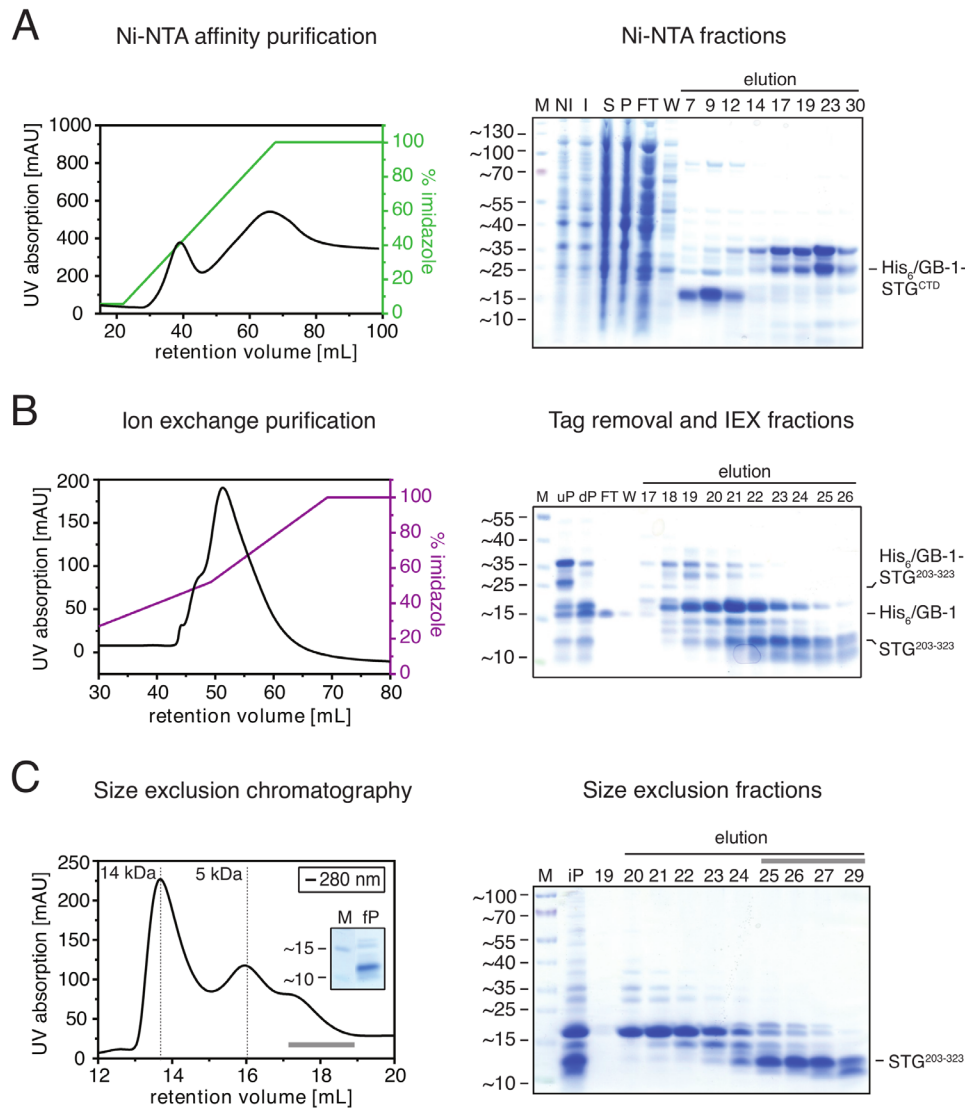 A
Ni-NTA affinity purification
UV absorption [mAU]
1000
800
600
400
200
0
20 40 60 80 100
retention volume [mL]
100
80
60
40
20
0
% imidazole
Ni-NTA fractions
elution
M NI I S P FT W 7 9 12 14 17 19 23 30
~130
~100
~70
~55
~40
~35
~25
~15
~10
His6/GB-1-
STGCTD
B
Ion exchange purification
UV absorption [mAU]
200
150
100
50
0
30 40 50 60 70 80
retention volume [mL]
100
80
60
40
20
0
% imidazole
Tag removal and IEX fractions
elution
M uP dP FT W 17 18 19 20 21 22 23 24 25 26
~55
~40
~35
~25
~15
~10
His6/GB-1-
STG203-323
His6/GB-1
STG203-323
C
Size exclusion chromatography
UV absorption [mAU]
250
200
150
100
50
0
14 kDa 5 kDa
280 nm
M fP
~15
~10
12 14 16 18 20
retention volume [mL]
Size exclusion fractions
elution
M iP 19 20 21 22 23 24 25 26 27 29
~100
~70
~55
~40
~35
~25
~15
~10
STG203-323